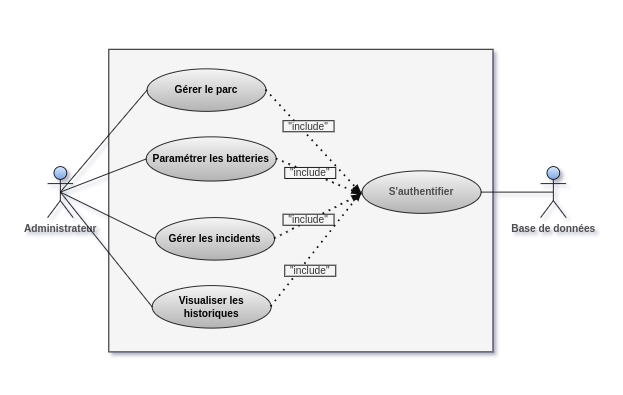 Gérer le parc
"include"
Paramétrer les batteries
"include"
S'authentifier
Administrateur
Base de données
"include"
Gérer les incidents
"include"
Visualiser les
historiques